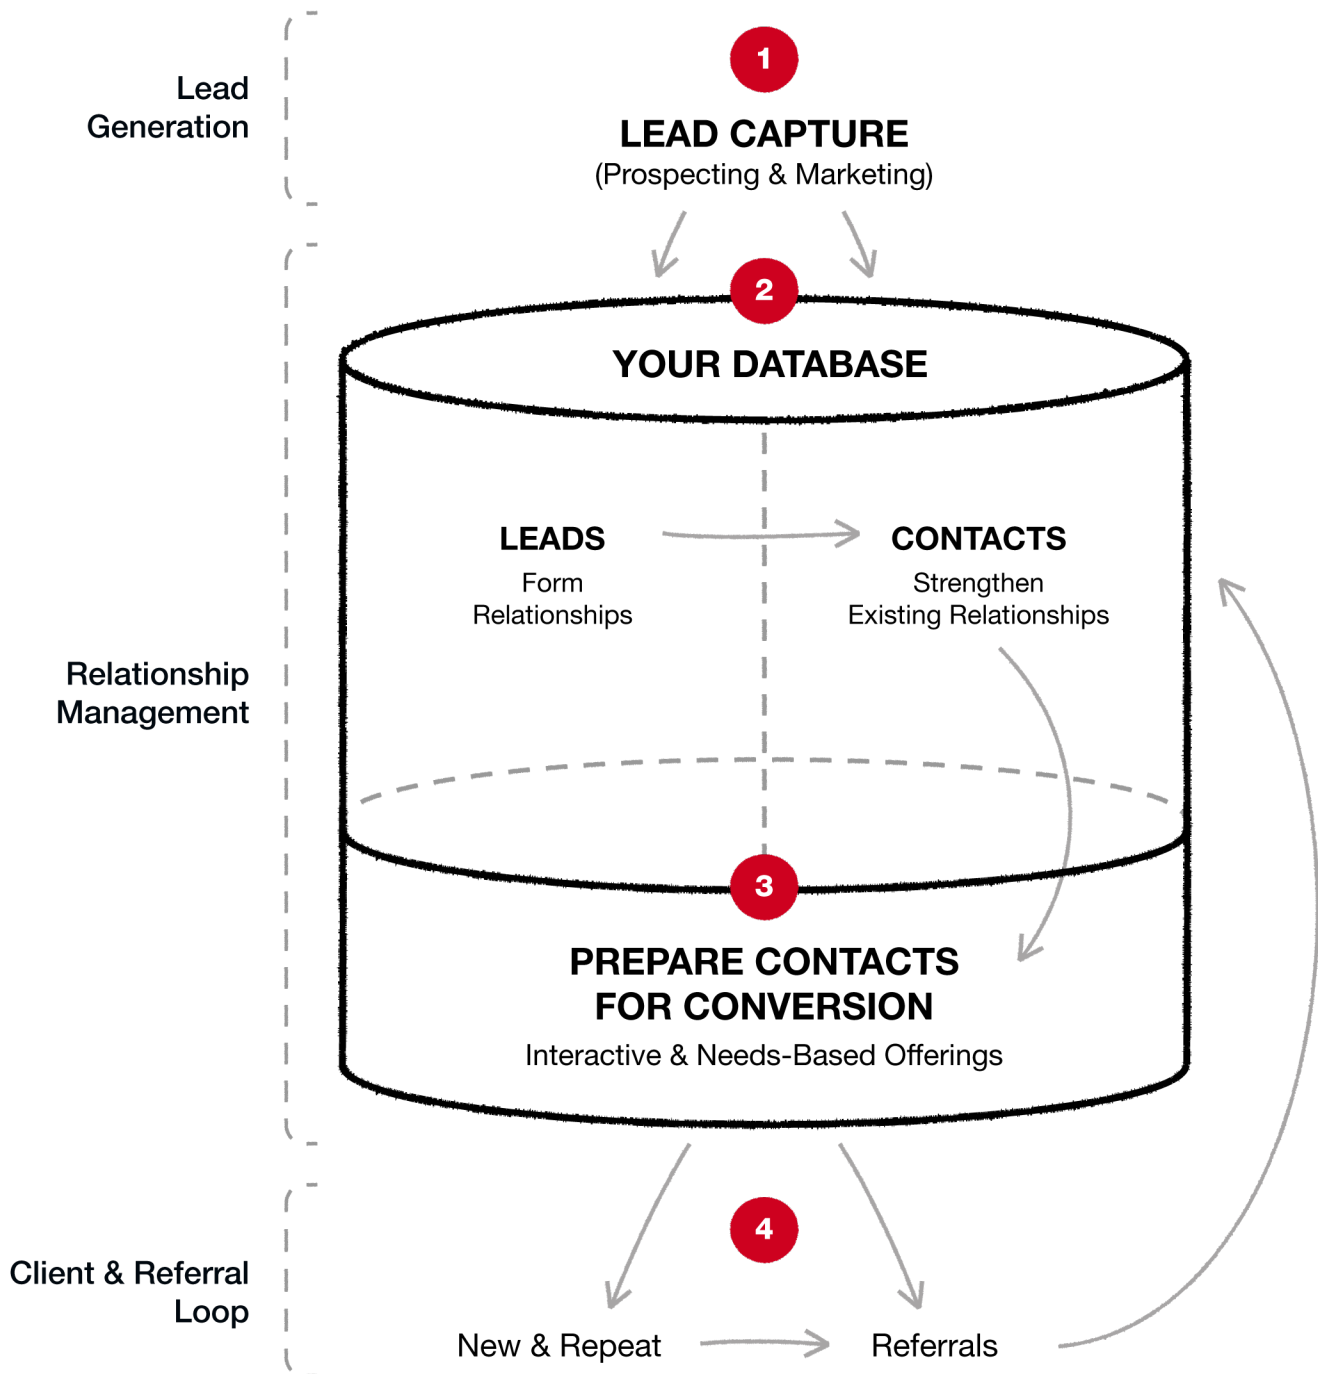 1
Lead
Generation
LEAD CAPTURE
(Prospecting & Marketing)
2
YOUR DATABASE
LEADS
Form
Relationships
CONTACTS
Strengthen
Existing Relationships
Relationship
Management
3
PREPARE CONTACTS
FOR CONVERSION
Interactive & Needs-Based Offerings
4
Client & Referral
Loop
New & Repeat
Referrals